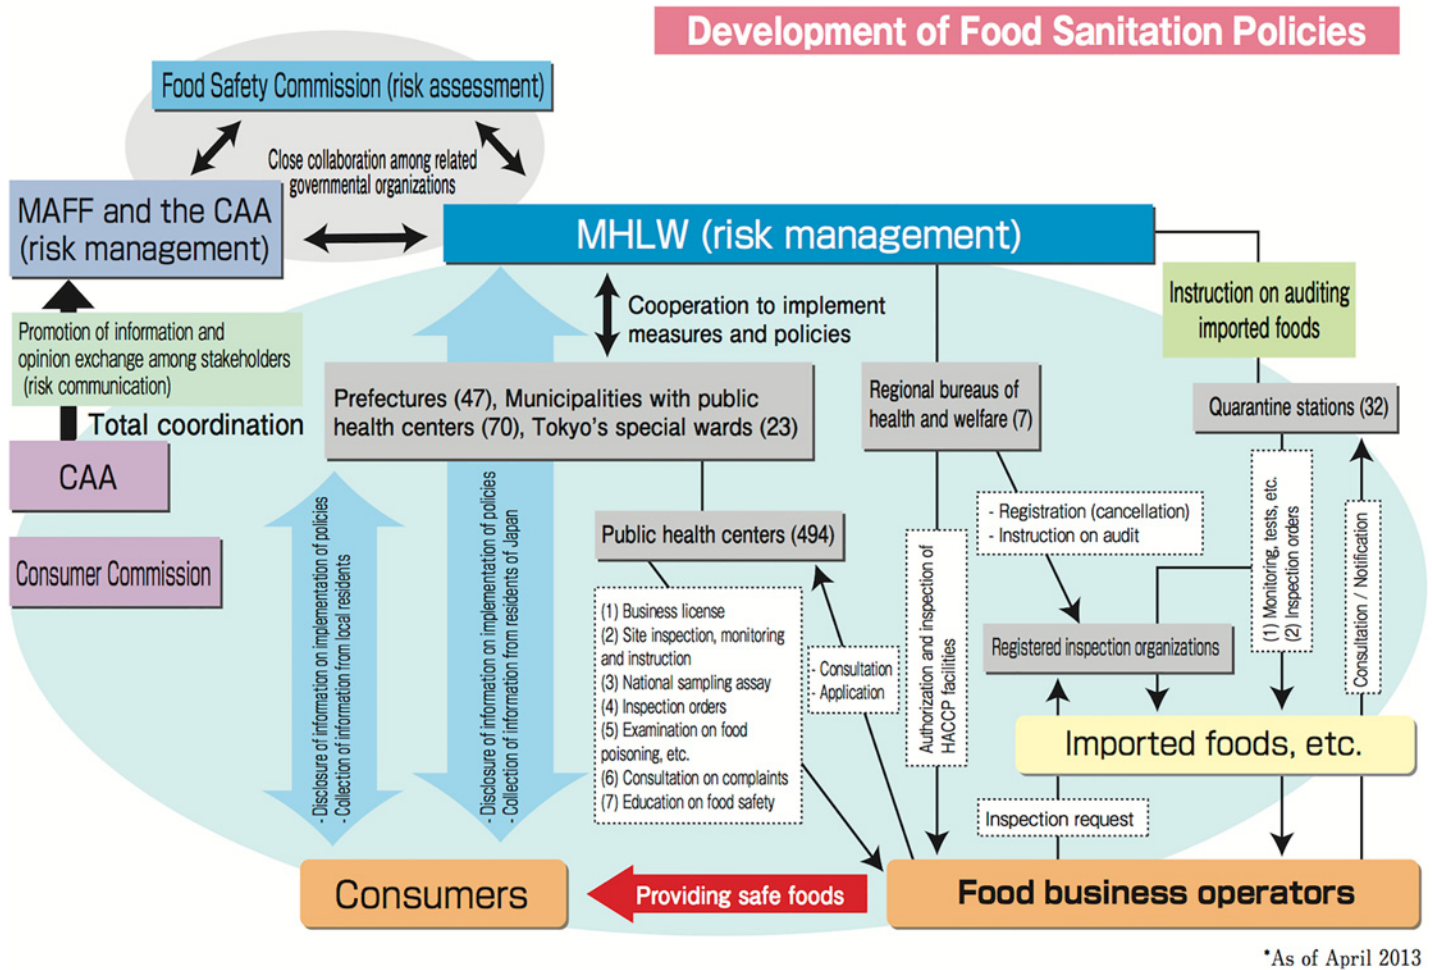 Development of Food Sanitation Policies
Food Safety Commission (risk assessment)
Close collaboration among related
governmental organizations
MAFF and the CAA
(risk management)
MHLW (risk management)
Promotion of information and
opinion exchange among stakeholders
(risk communication)
Total coordination
CAA
Consumer Commission
Cooperation to implement
measures and policies
Instruction on auditing
imported foods
Prefectures (47), Municipalities with public
health centers (70), Tokyo's special wards (23)
Regional bureaus of
health and welfare (7)
Quarantine stations (32)
- Disclosure of information on implementation of policies
- Collection of information from local residents
- Disclosure of information on implementation of policies
- Collection of information from residents of Japan
Public health centers (494)
(1) Business license
(2) Site inspection, monitoring
and instruction
(3) National sampling assay
(4) Inspection orders
(5) Examination on food
poisoning, etc.
(6) Consultation on complaints
(7) Education on food safety
- Consultation
- Application
Authorization and inspection of
HACCP facilities
- Registration (cancellation)
- Instruction on audit
Registered inspection organizations
(1) Monitoring, tests, etc.
(2) Inspection orders
Consultation / Notification
Imported foods, etc.
Inspection request
Consumers
Providing safe foods
Food business operators
*As of April 2013